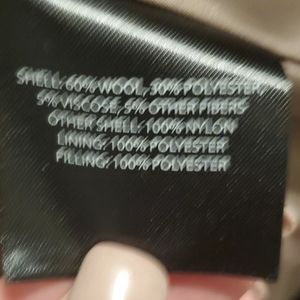 SHELL: 60% WOOL, 30% POLYESTER,
5% VISCOSE, 5% OTHER FIBERS
OTHER SHELL: 100% NYLON
LINING: 100% POLYESTER
FILLING: 100% POLYESTER